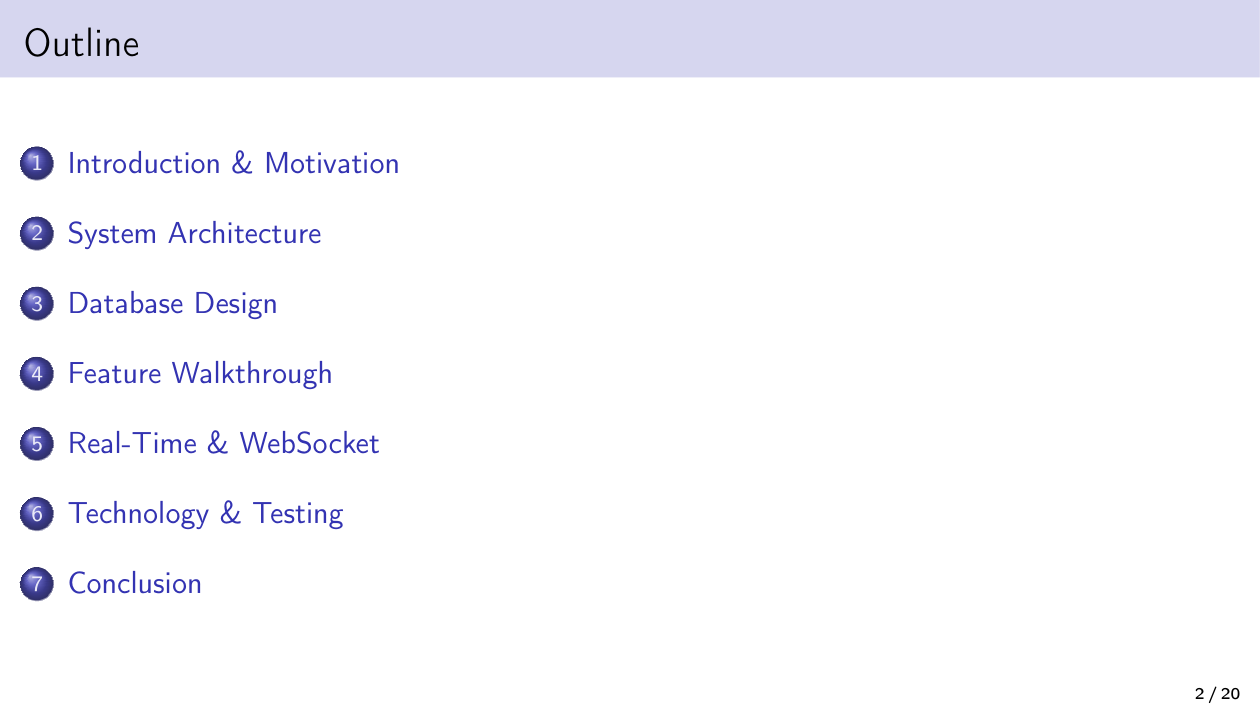 Outline
1 Introduction & Motivation
2 System Architecture
3 Database Design
4 Feature Walkthrough
5 Real-Time & WebSocket
6 Technology & Testing
7 Conclusion
2 / 20